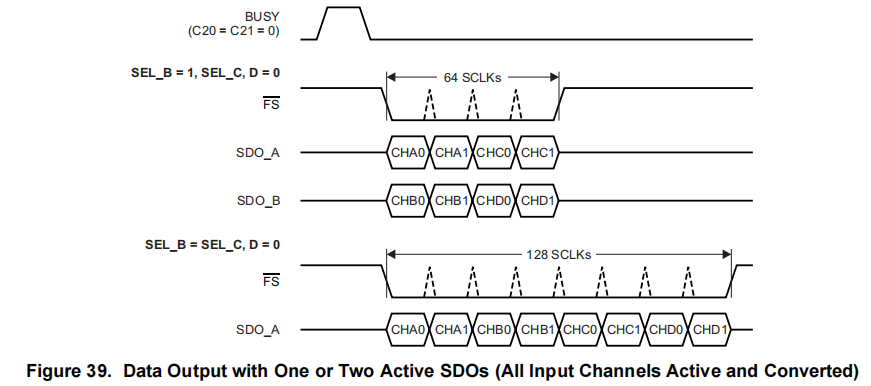 BUSY
(C20 = C21 = 0)
SEL_B = 1, SEL_C, D = 0
64 SCLKs
FS
SDO_A
CHA0 CHA1 CHC0 CHC1
SDO_B
CHB0 CHB1 CHD0 CHD1
SEL_B = SEL_C, D = 0
128 SCLKs
FS
SDO_A
CHA0 CHA1 CHB0 CHB1 CHC0 CHC1 CHD0 CHD1
Figure 39. Data Output with One or Two Active SDOs (All Input Channels Active and Converted)